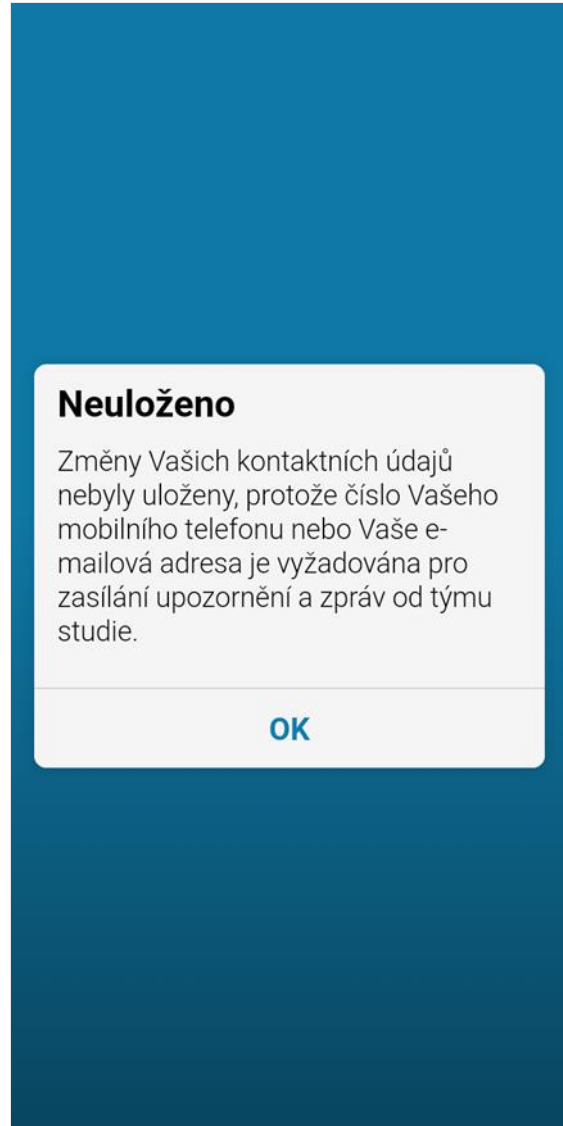 Neuloženo
Změny Vašich kontaktních údajů
nebyly uloženy, protože číslo Vašeho
mobilního telefonu nebo Vaše e-
mailová adresa je vyžadována pro
zasílání upozornění a zpráv od týmu
studie.
OK